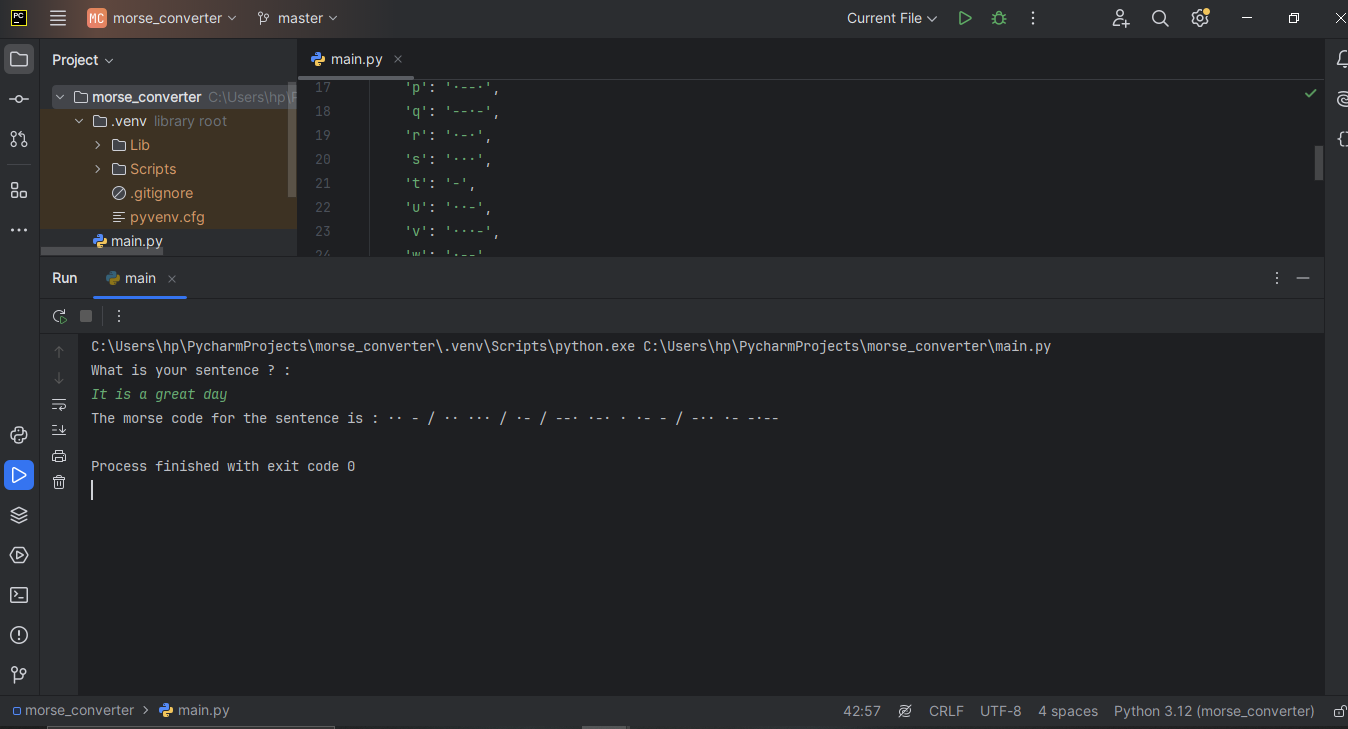 PC
MC morse_converter
master
Current File
Project
main.py
morse_converter C:\Users\hp\P
.venv library root
Lib
Scripts
.gitignore
pyvenv.cfg
main.py
17 'p': '·--·',
18 'q': '--·-',
19 'r': '·-·',
20 's': '···',
21 't': '-',
22 'u': '··-',
23 'v': '···-',
24 'w': '·--'
Run main
C:\Users\hp\PycharmProjects\morse_converter\.venv\Scripts\python.exe C:\Users\hp\PycharmProjects\morse_converter\main.py
What is your sentence ? :
It is a great day
The morse code for the sentence is : ·· - / ·· ··· / ·- / --· ·-· · ·- - / -·· ·- -·--
Process finished with exit code 0
morse_converter > main.py
42:57 CRLF UTF-8 4 spaces Python 3.12 (morse_converter)